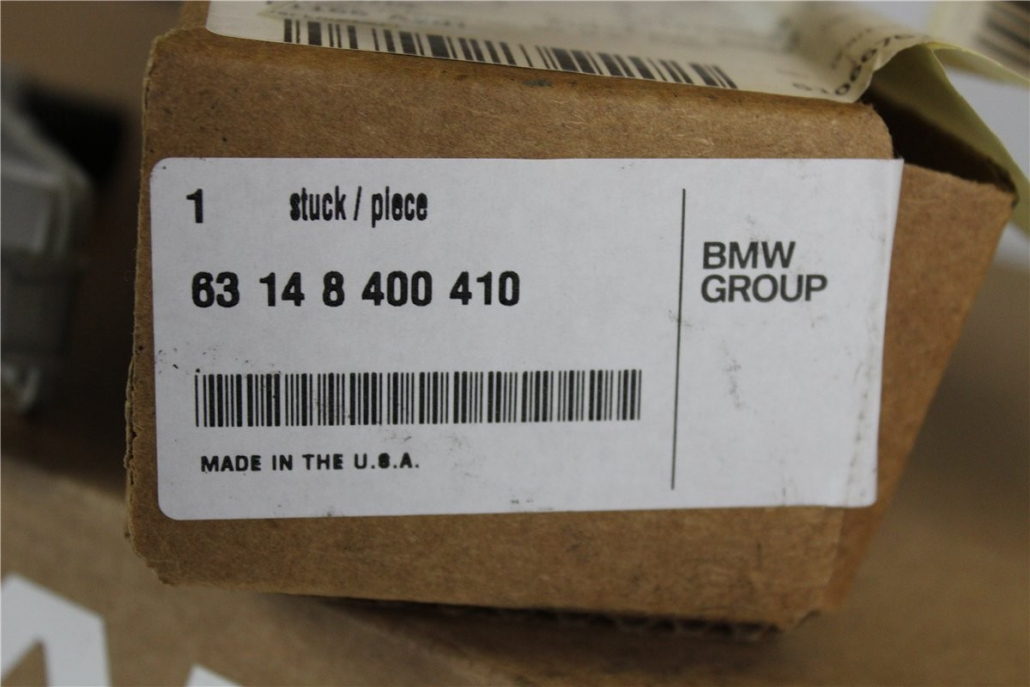 1 stuck / piece
63 14 8 400 410
BMW
GROUP
MADE IN THE U.S.A.